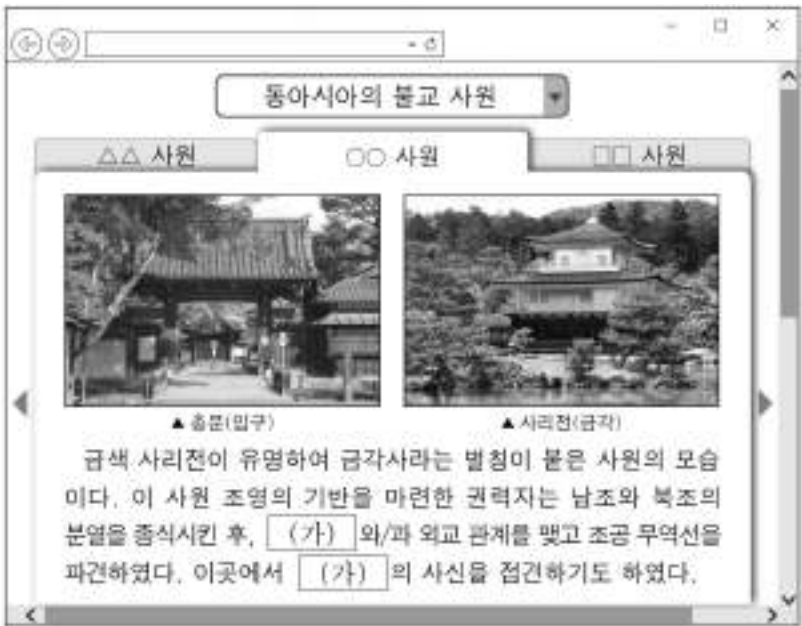 동아시아의 불교 사원
△△ 사원
○○ 사원
□□ 사원
▲ 총문(입구)
▲ 사리전(금각)
금색 사리전이 유명하여 금각사라는 별칭이 붙은 사원의 모습
이다. 이 사원 조영의 기반을 마련한 권력자는 남조와 북조의
분열을 종식시킨 후, (가) 와/과 외교 관계를 맺고 조공 무역선을
파견하였다. 이곳에서 (가) 의 사신을 접견하기도 하였다.